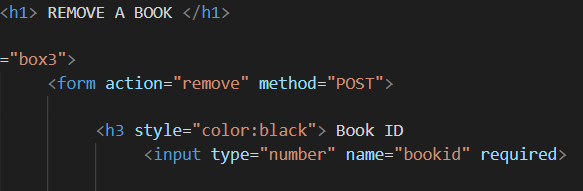 <h1> REMOVE A BOOK </h1>
="box3">
<form action="remove" method="POST">
<h3 style="color:black"> Book ID
<input type="number" name="bookid" required>